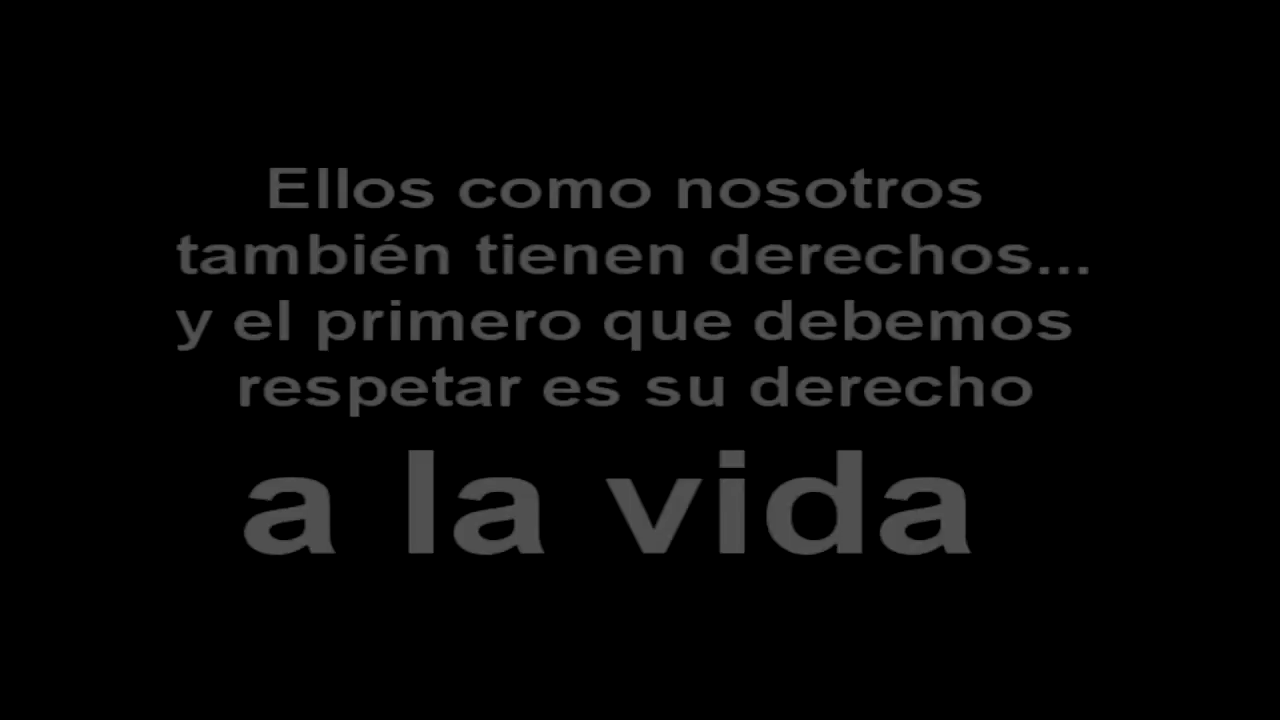 Ellos como nosotros
también tienen derechos...
y el primero que debemos
respetar es su derecho
a la vida